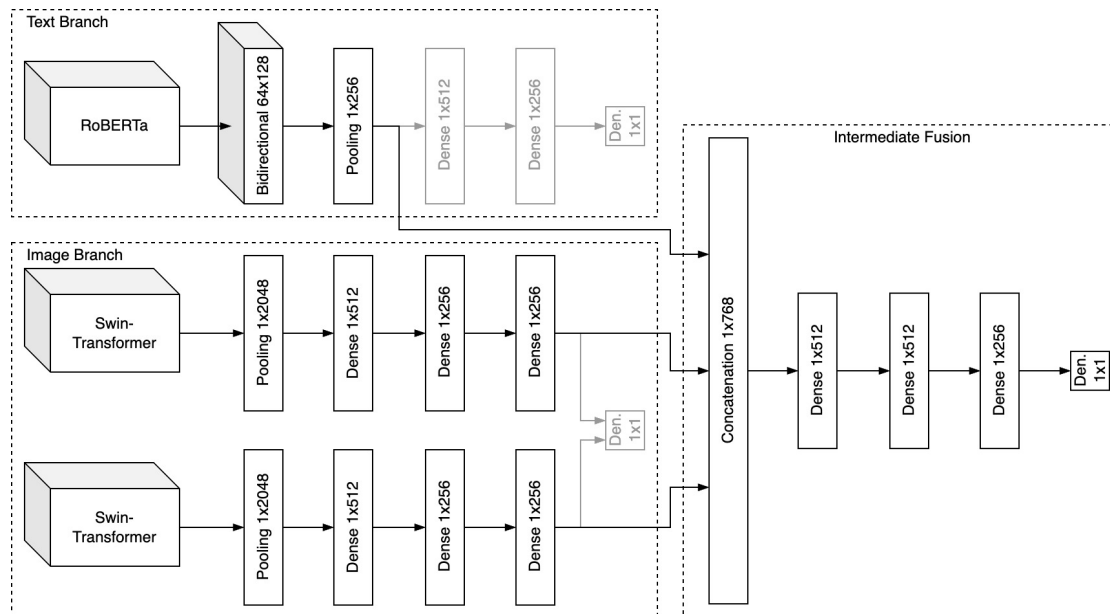 Text Branch
RoBERTa
Bidirectional 64x128
Pooling 1x256
Dense 1x512
Dense 1x256
Den.
1x1
Image Branch
Swin-
Transformer
Pooling 1x2048
Dense 1x512
Dense 1x256
Dense 1x256
Den.
1x1
Swin-
Transformer
Pooling 1x2048
Dense 1x512
Dense 1x256
Dense 1x256
Intermediate Fusion
Concatenation 1x768
Dense 1x512
Dense 1x512
Dense 1x256
Den.
1x1